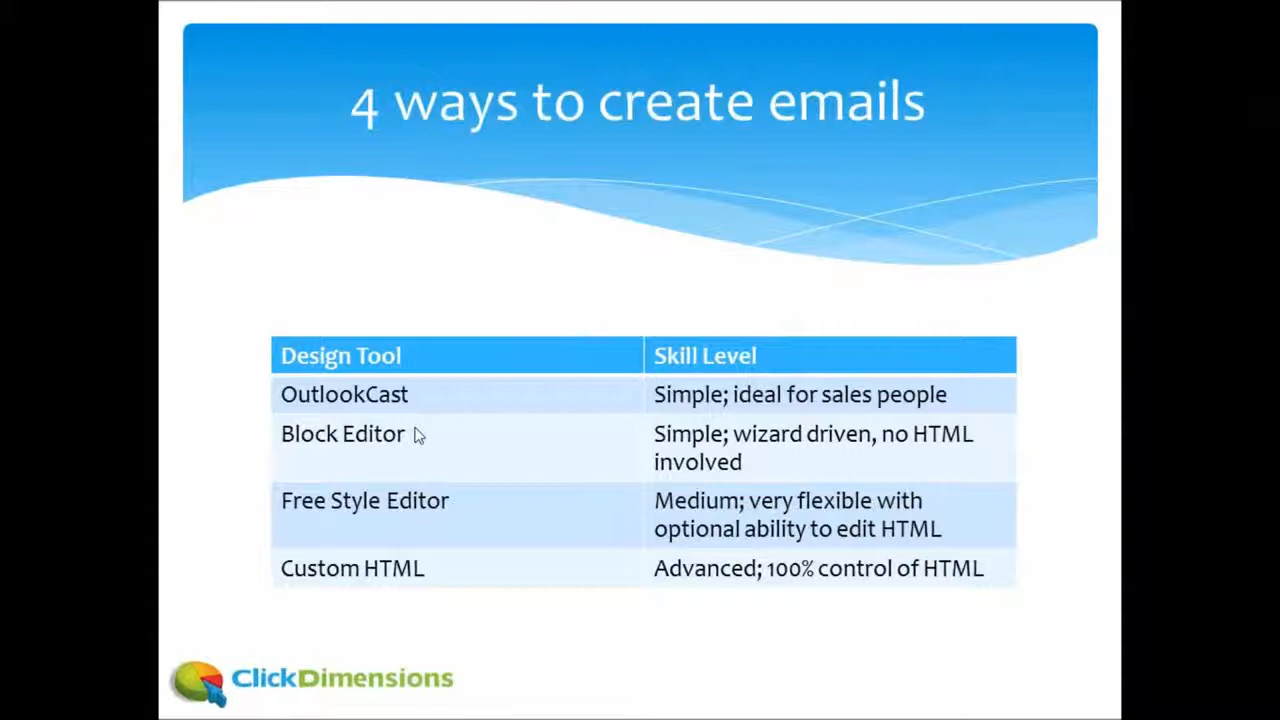 4 ways to create emails
Design Tool
Skill Level
OutlookCast
Simple; ideal for sales people
Block Editor
Simple; wizard driven, no HTML
involved
Free Style Editor
Medium; very flexible with
optional ability to edit HTML
Custom HTML
Advanced; 100% control of HTML
ClickDimensions